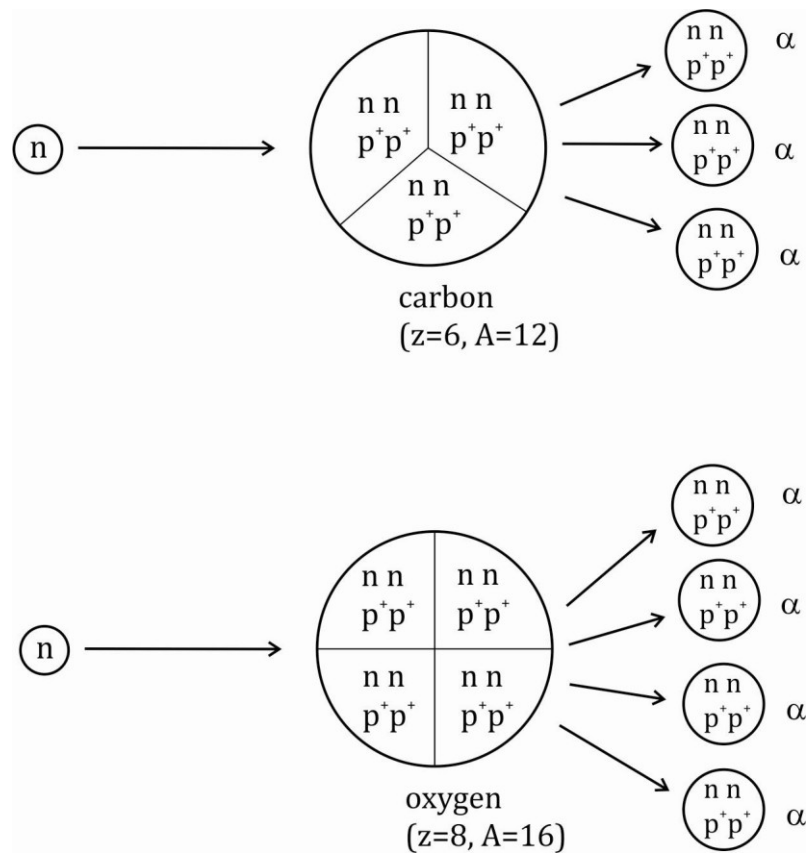 n
n n
p⁺p⁺
n n
p⁺p⁺
n n
p⁺p⁺
carbon
(z=6, A=12)
n n
p⁺p⁺
α
n n
p⁺p⁺
α
n n
p⁺p⁺
α
n
n n
p⁺p⁺
n n
p⁺p⁺
n n
p⁺p⁺
n n
p⁺p⁺
oxygen
(z=8, A=16)
n n
p⁺p⁺
α
n n
p⁺p⁺
α
n n
p⁺p⁺
α
n n
p⁺p⁺
α